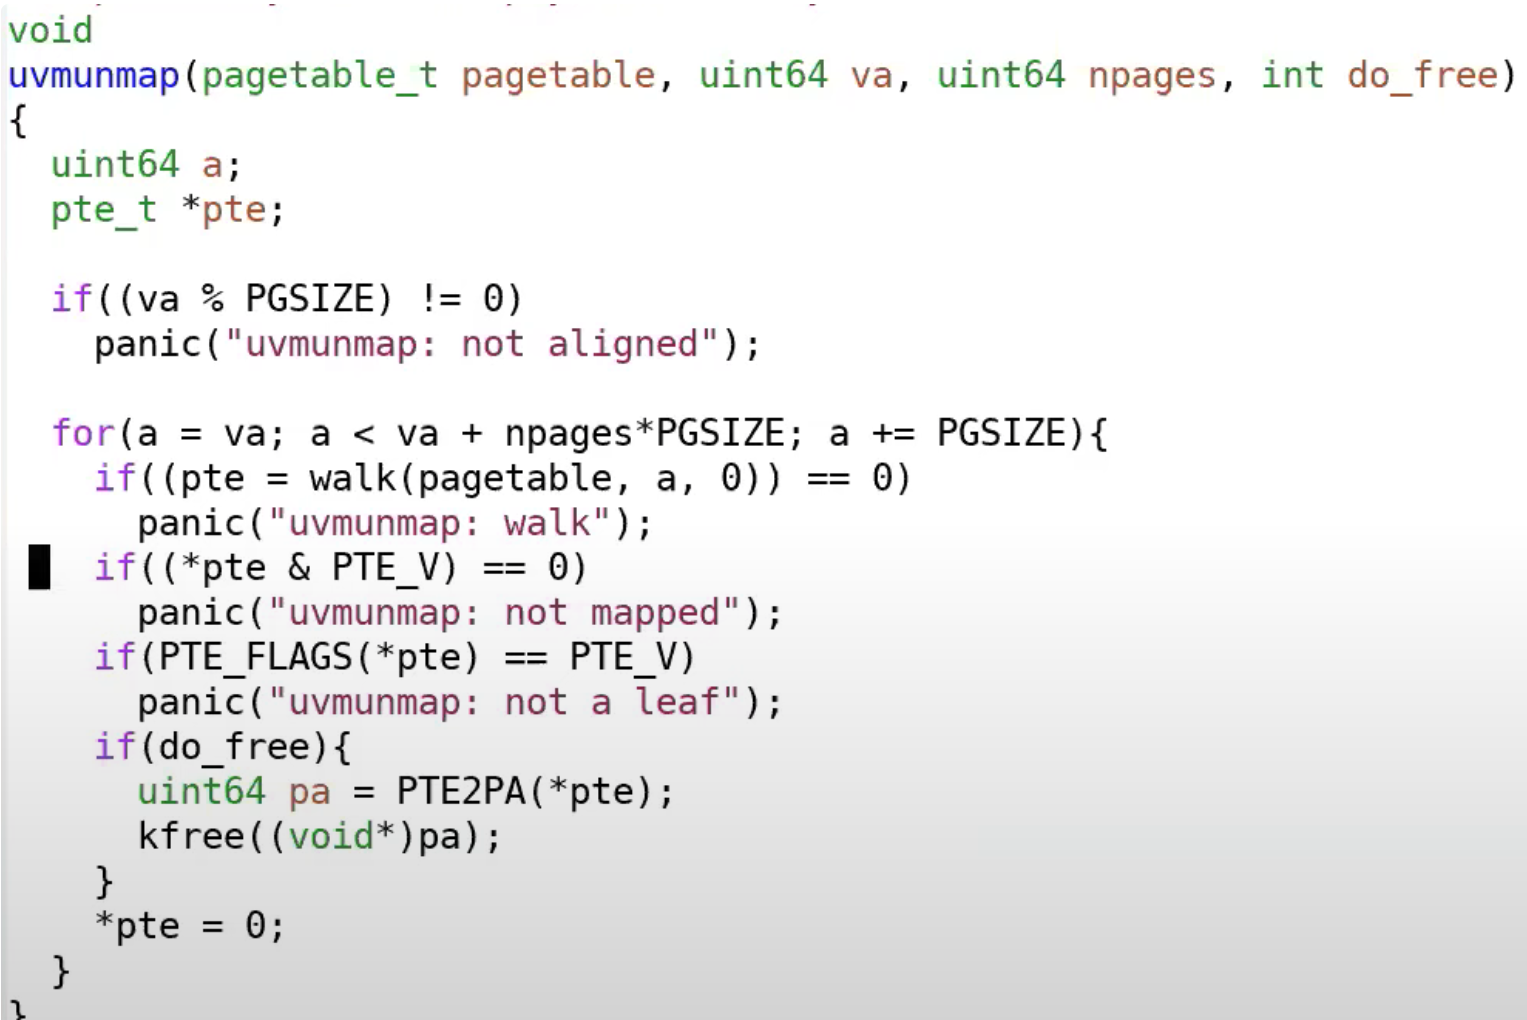 void
uvmunmap(pagetable_t pagetable, uint64 va, uint64 npages, int do_free)
{
  uint64 a;
  pte_t *pte;

  if((va % PGSIZE) != 0)
    panic("uvmunmap: not aligned");

  for(a = va; a < va + npages*PGSIZE; a += PGSIZE){
    if((pte = walk(pagetable, a, 0)) == 0)
      panic("uvmunmap: walk");
    if((*pte & PTE_V) == 0)
      panic("uvmunmap: not mapped");
    if(PTE_FLAGS(*pte) == PTE_V)
      panic("uvmunmap: not a leaf");
    if(do_free){
      uint64 pa = PTE2PA(*pte);
      kfree((void*)pa);
    }
    *pte = 0;
  }
}